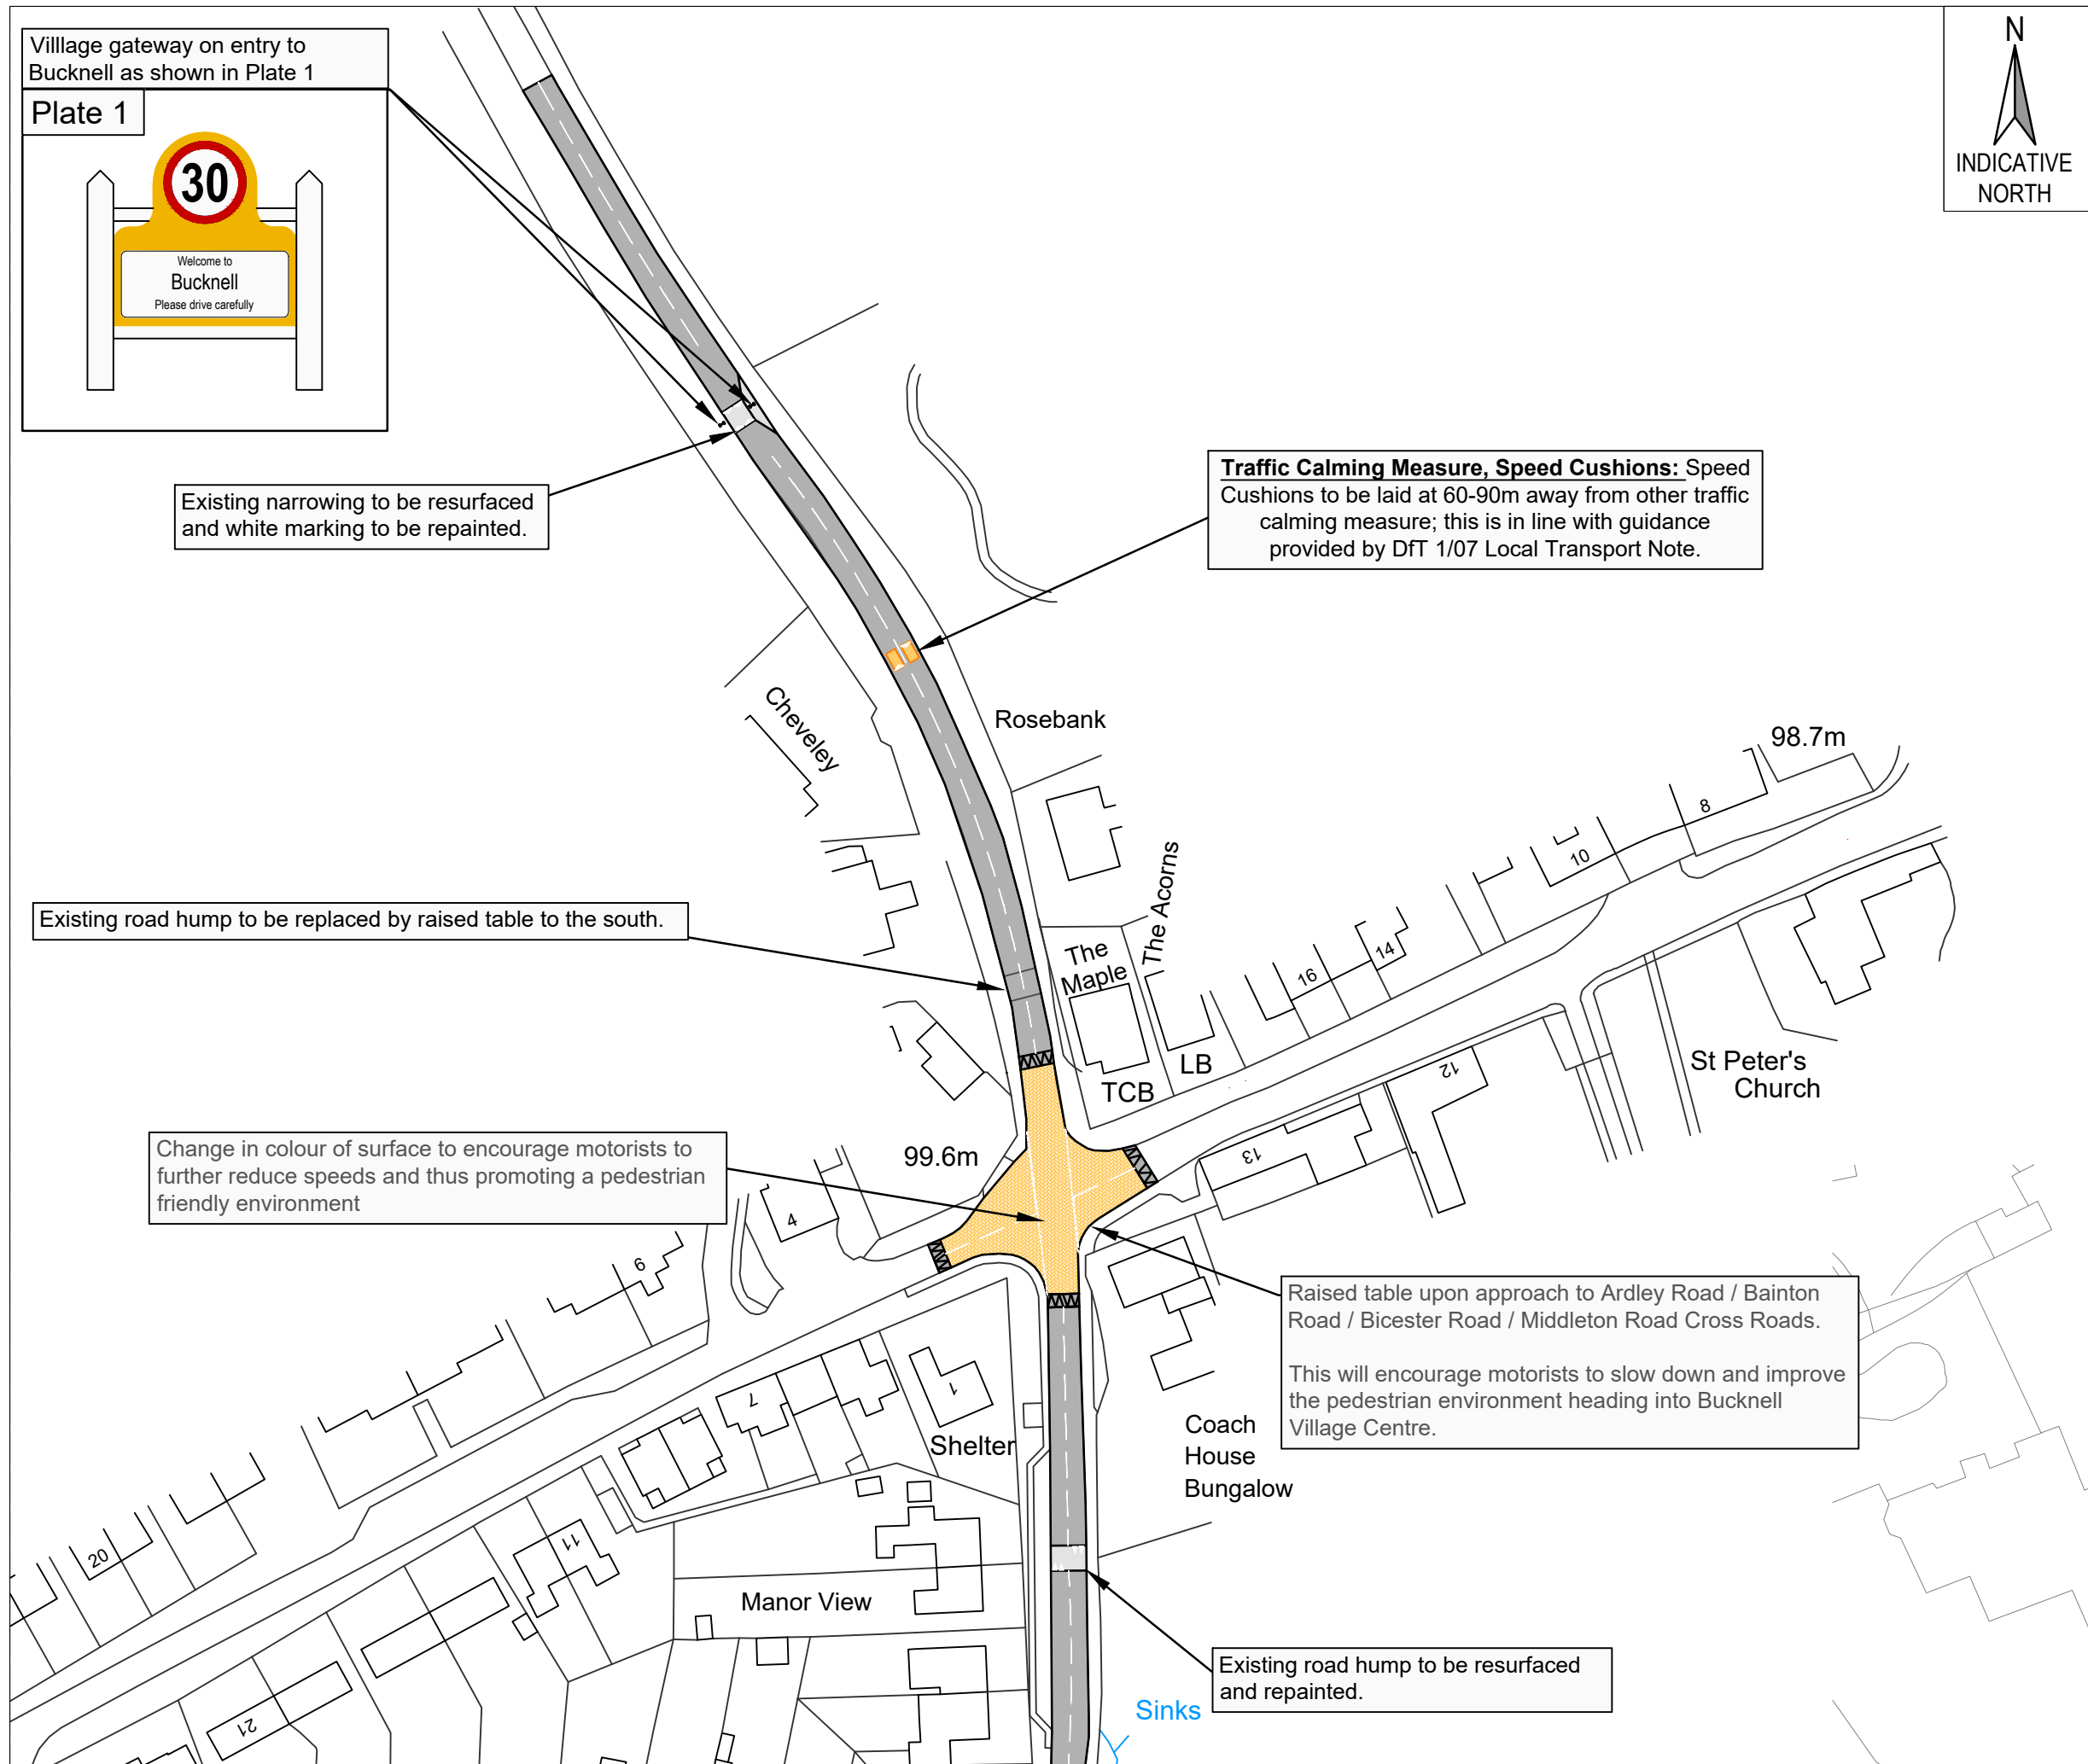 Villlage gateway on entry to
Bucknell as shown in Plate 1
Plate 1
30
Welcome to
Bucknell
Please drive carefully
N
INDICATIVE
NORTH
Existing narrowing to be resurfaced
and white marking to be repainted.
Traffic Calming Measure, Speed Cushions: Speed
Cushions to be laid at 60-90m away from other traffic
calming measure; this is in line with guidance
provided by DfT 1/07 Local Transport Note.
Cheveley
Rosebank
98.7m
8
10
The Acorns
Existing road hump to be replaced by raised table to the south.
The
Maple
14
16
LB
TCB
12
St Peter's
Church
Change in colour of surface to encourage motorists to
further reduce speeds and thus promoting a pedestrian
friendly environment
99.6m
13
4
6
Raised table upon approach to Ardley Road / Bainton
Road / Bicester Road / Middleton Road Cross Roads.
This will encourage motorists to slow down and improve
the pedestrian environment heading into Bucknell
Village Centre.
7
1
Shelter
Coach
House
Bungalow
11
20
Manor View
Existing road hump to be resurfaced
and repainted.
21
Sinks